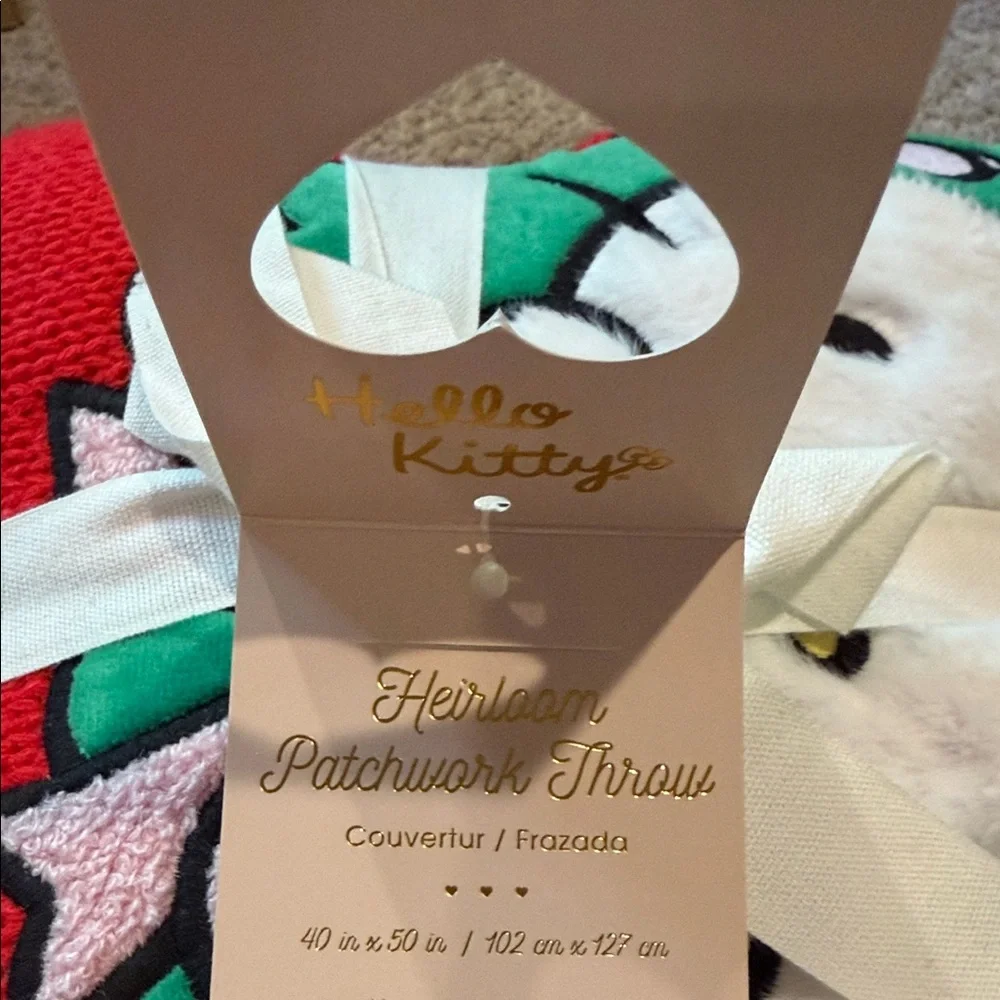 Hello
Kitty
Heirloom
Patchwork Throw
Couvertur / Frazada
40 in x 50 in / 102 cm x 127 cm